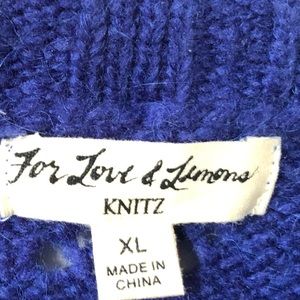 For Love & Lemons
KNITZ
XL
MADE IN
CHINA